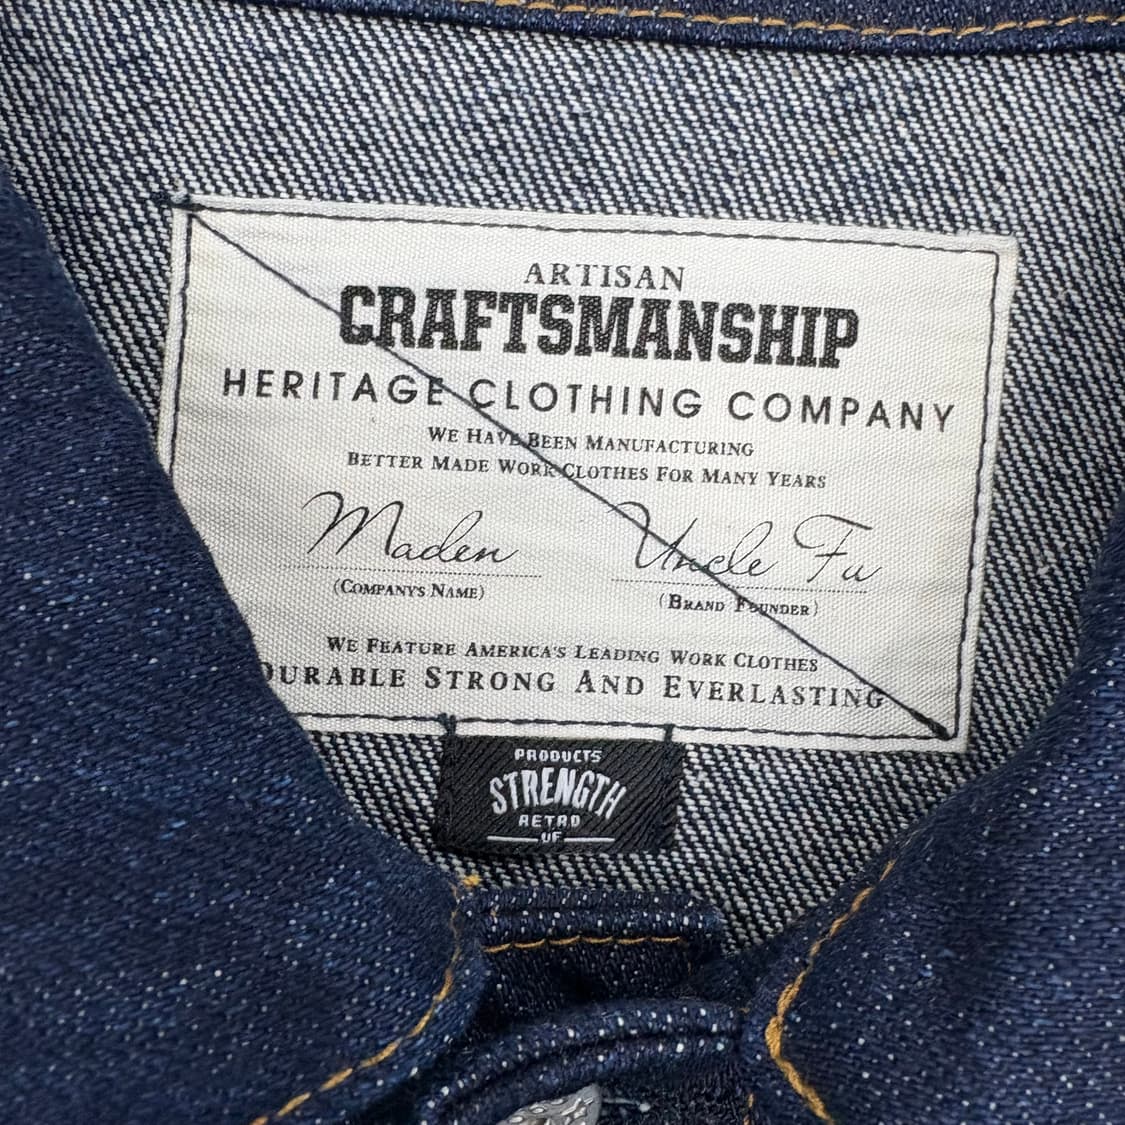 ARTISAN
CRAFTSMANSHIP
HERITAGE CLOTHING COMPANY
WE HAVE BEEN MANUFACTURING
BETTER MADE WORK CLOTHES FOR MANY YEARS
Maden Uncle Fu
(COMPANY'S NAME) (BRAND FOUNDER)
WE FEATURE AMERICA'S LEADING WORK CLOTHES
DURABLE STRONG AND EVERLASTING
PRODUCTS
STRENGTH
RETRO
UF